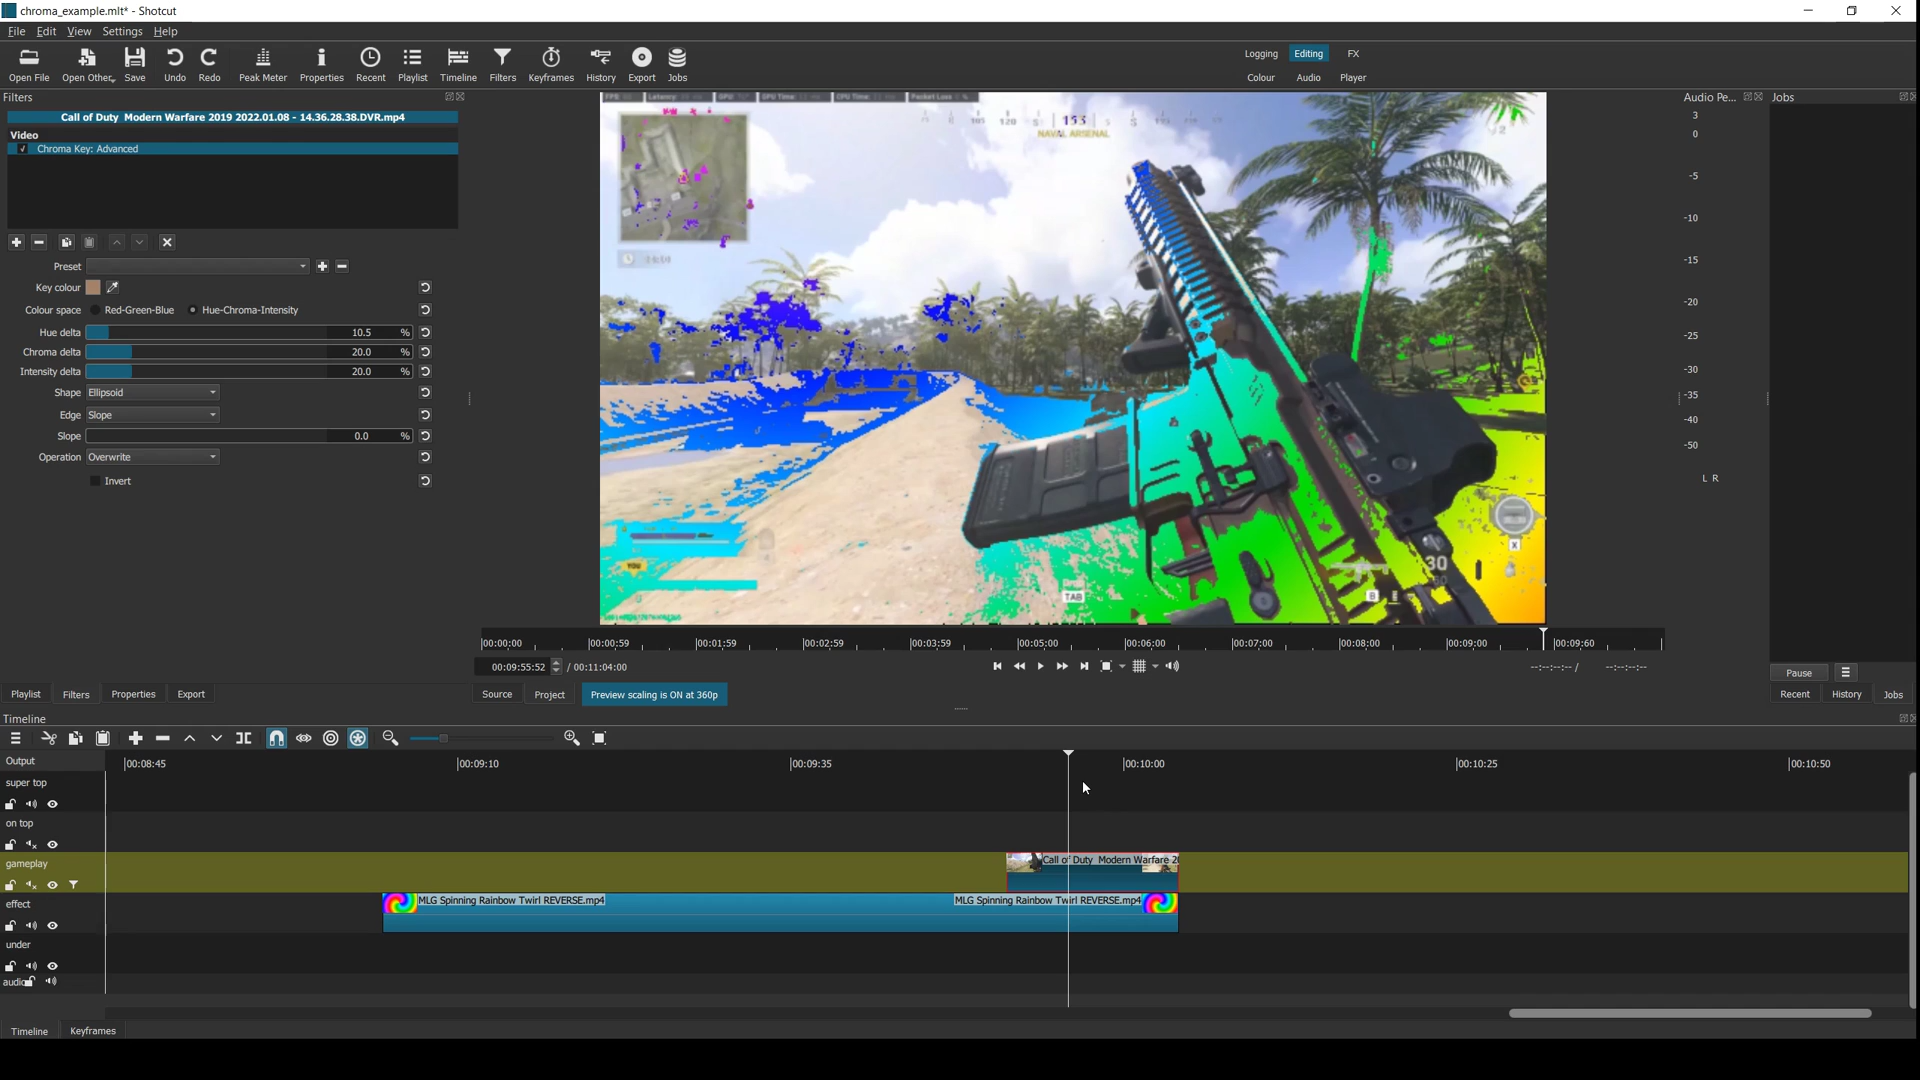 chroma_example.mlt* - Shotcut
File Edit View Settings Help
Open File Open Other Save Undo Redo Peak Meter Properties Recent Playlist Timeline Filters Keyframes History Export Jobs
Logging Editing FX
Colour Audio Player
Filters
Call of Duty  Modern Warfare 2019 2022.01.08 - 14.36.28.38.DVR.mp4
Video
Chroma Key: Advanced
Preset
Key colour
Colour space Red-Green-Blue Hue-Chroma-Intensity
Hue delta 10.5 %
Chroma delta 20.0 %
Intensity delta 20.0 %
Shape Ellipsoid
Edge Slope
Slope 0.0 %
Operation Overwrite
Invert
153
NAVAL ARSENAL
YOU
TAB
X
30
B
Audio Pe...
3
0
-5
-10
-15
-20
-25
-30
-35
-40
-50
L R
Jobs
00:00:00 00:00:59 00:01:59 00:02:59 00:03:59 00:05:00 00:06:00 00:07:00 00:08:00 00:09:00 00:09:60
00:09:55:52 / 00:11:04:00
--:--:--:-- / --:--:--:--
Pause
Playlist Filters Properties Export
Source Project Preview scaling is ON at 360p
Recent History Jobs
Timeline
Output
00:08:45 00:09:10 00:09:35 00:10:00 00:10:25 00:10:50
super top
on top
gameplay
Call of Duty  Modern Warfare 20
effect
MLG Spinning Rainbow Twirl REVERSE.mp4 MLG Spinning Rainbow Twirl REVERSE.mp4
under
audio
Timeline Keyframes